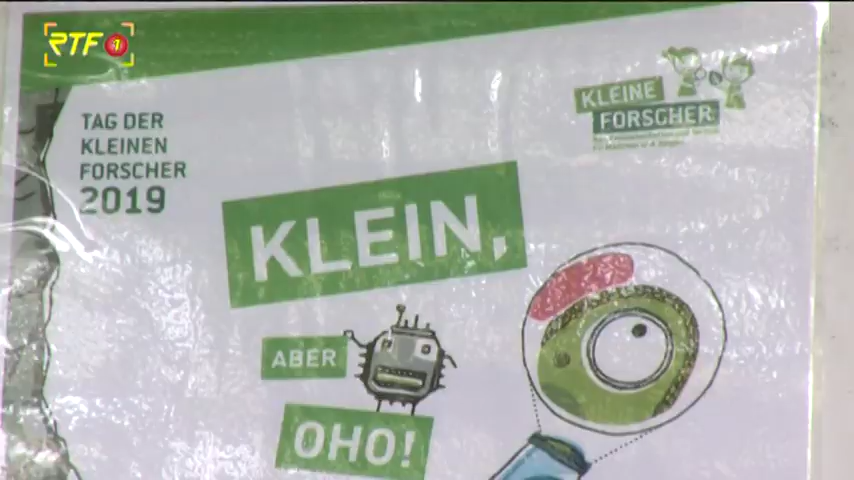 RTF 1
TAG DER
KLEINEN
FORSCHER
2019
KLEINE
FORSCHER
KLEIN,
ABER
OHO!